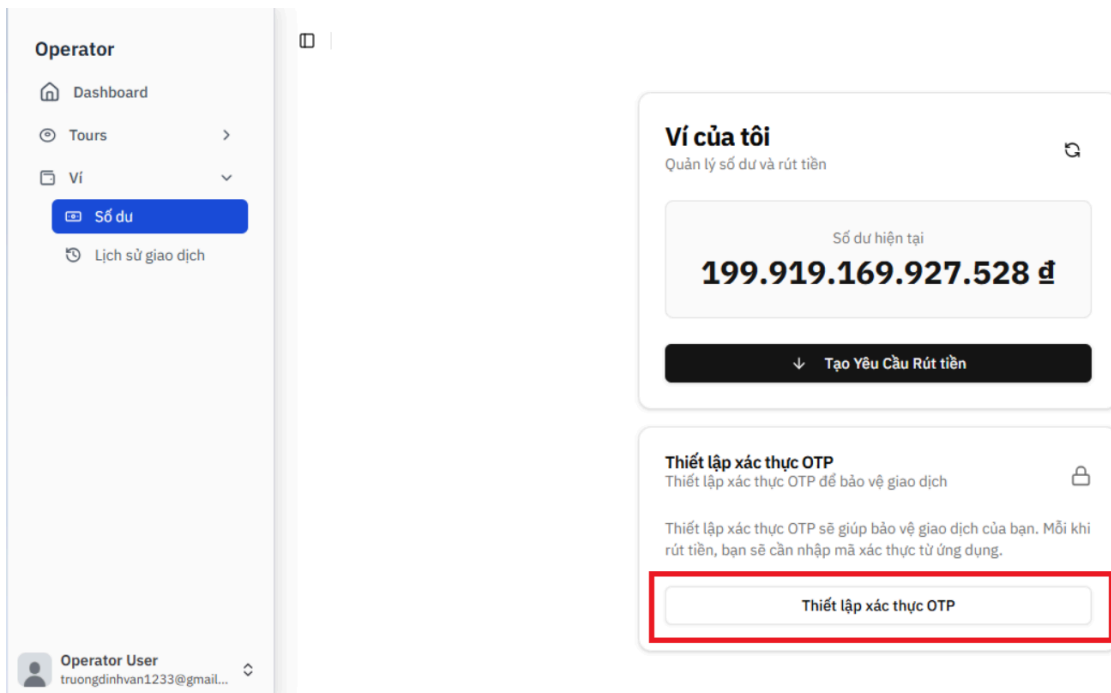 Operator
Dashboard
Tours
Ví
Số dư
Lịch sử giao dịch
Operator User
truongdinhvan1233@gmail...
Ví của tôi
Quản lý số dư và rút tiền
Số dư hiện tại
199.919.169.927.528 ₫
Tạo Yêu Cầu Rút tiền
Thiết lập xác thực OTP
Thiết lập xác thực OTP để bảo vệ giao dịch
Thiết lập xác thực OTP sẽ giúp bảo vệ giao dịch của bạn. Mỗi khi
rút tiền, bạn sẽ cần nhập mã xác thực từ ứng dụng.
Thiết lập xác thực OTP